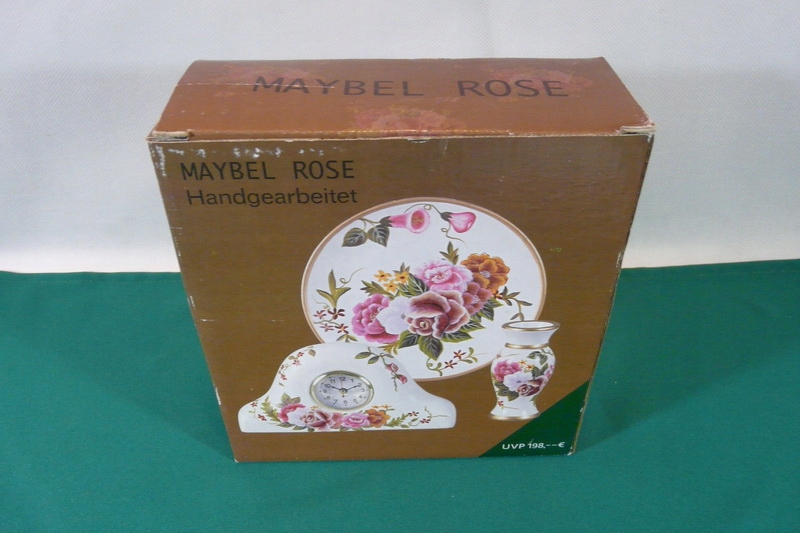 MAYBEL ROSE
MAYBEL ROSE
Handgearbeitet
UVP 198.--€